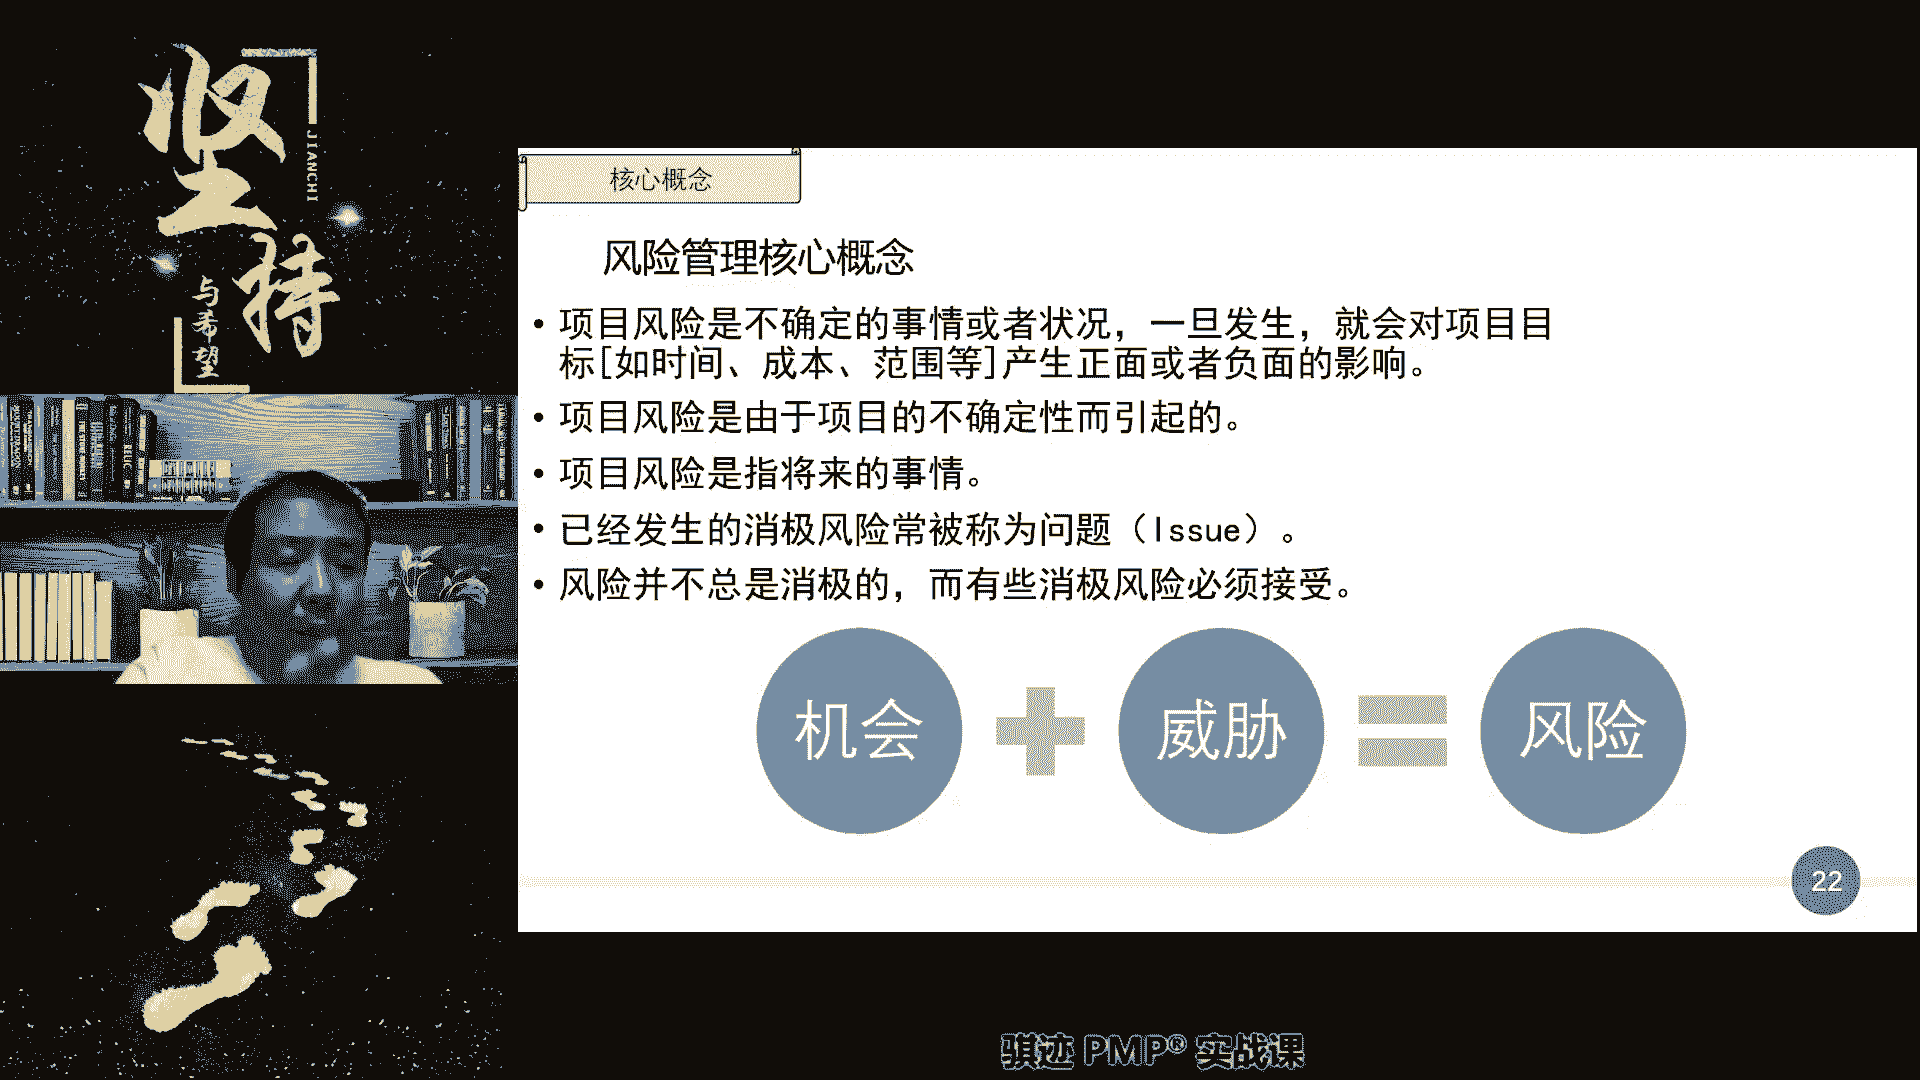 坚持
JIANCHI
与希望
核心概念
风险管理核心概念
• 项目风险是不确定的事情或者状况，一旦发生，就会对项目目
标[如时间、成本、范围等]产生正面或者负面的影响。
• 项目风险是由于项目的不确定性而引起的。
• 项目风险是指将来的事情。
• 已经发生的消极风险常被称为问题（Issue）。
• 风险并不总是消极的，而有些消极风险必须接受。
机会 + 威胁 = 风险
22
骐迹 PMP® 实战课